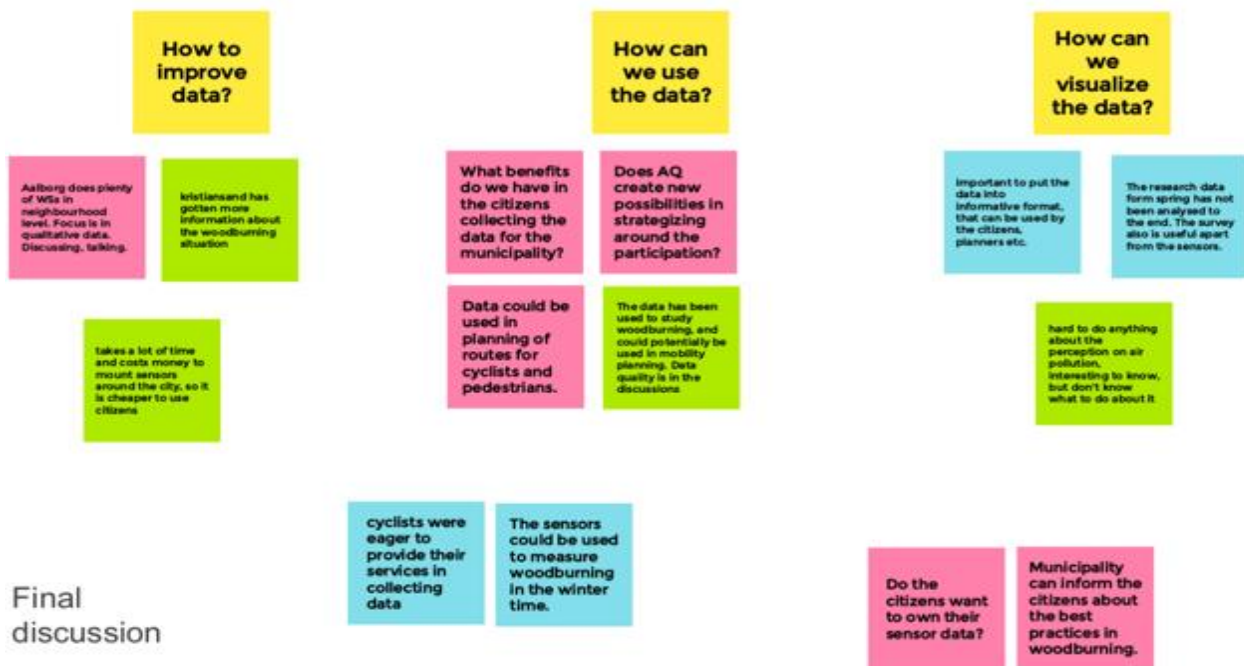 How to
improve
data?
Aalborg does plenty
of WSs in
neighbourhood
level. Focus is in
qualitative data.
Discussing, talking.
kristiansand has
gotten more
information about
the woodburning
situation
takes a lot of time
and costs money to
mount sensors
around the city, so it
is cheaper to use
citizens
How can
we use
the data?
What benefits
do we have in
the citizens
collecting the
data for the
municipality?
Does AQ
create new
possibilities in
strategizing
around the
participation?
Data could be
used in
planning of
routes for
cyclists and
pedestrians.
The data has been
used to study
woodburning, and
could potentially be
used in mobility
planning. Data
quality is in the
discussions
How can
we
visualize
the data?
important to put the
data into
informative format,
that can be used by
the citizens,
planners etc.
The research data
form spring has not
been analysed to
the end. The survey
also is useful apart
from the sensors.
hard to do anything
about the
perception on air
pollution,
interesting to know,
but don't know
what to do about it
cyclists were
eager to
provide their
services in
collecting
data
The sensors
could be used
to measure
woodburning
in the winter
time.
Do the
citizens want
to own their
sensor data?
Municipality
can inform the
citizens about
the best
practices in
woodburning.
Final
discussion